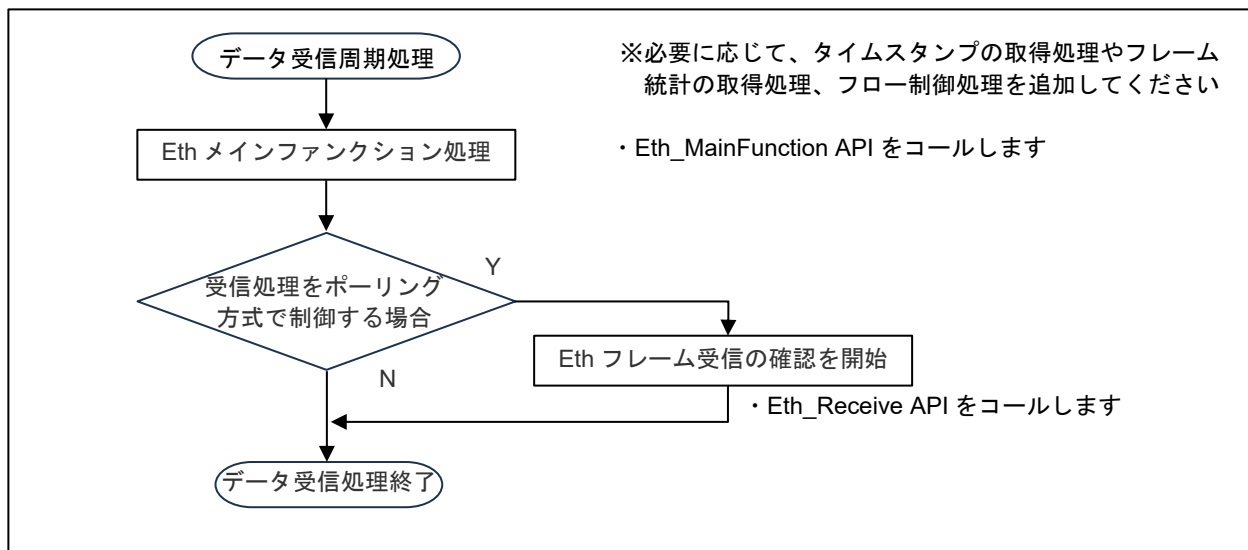 データ受信周期処理
※必要に応じて、タイムスタンプの取得処理やフレーム
統計の取得処理、フロー制御処理を追加してください
Eth メインファンクション処理
・Eth_MainFunction API をコールします
受信処理をポーリング
方式で制御する場合
Y
Eth フレーム受信の確認を開始
N
・Eth_Receive API をコールします
データ受信処理終了